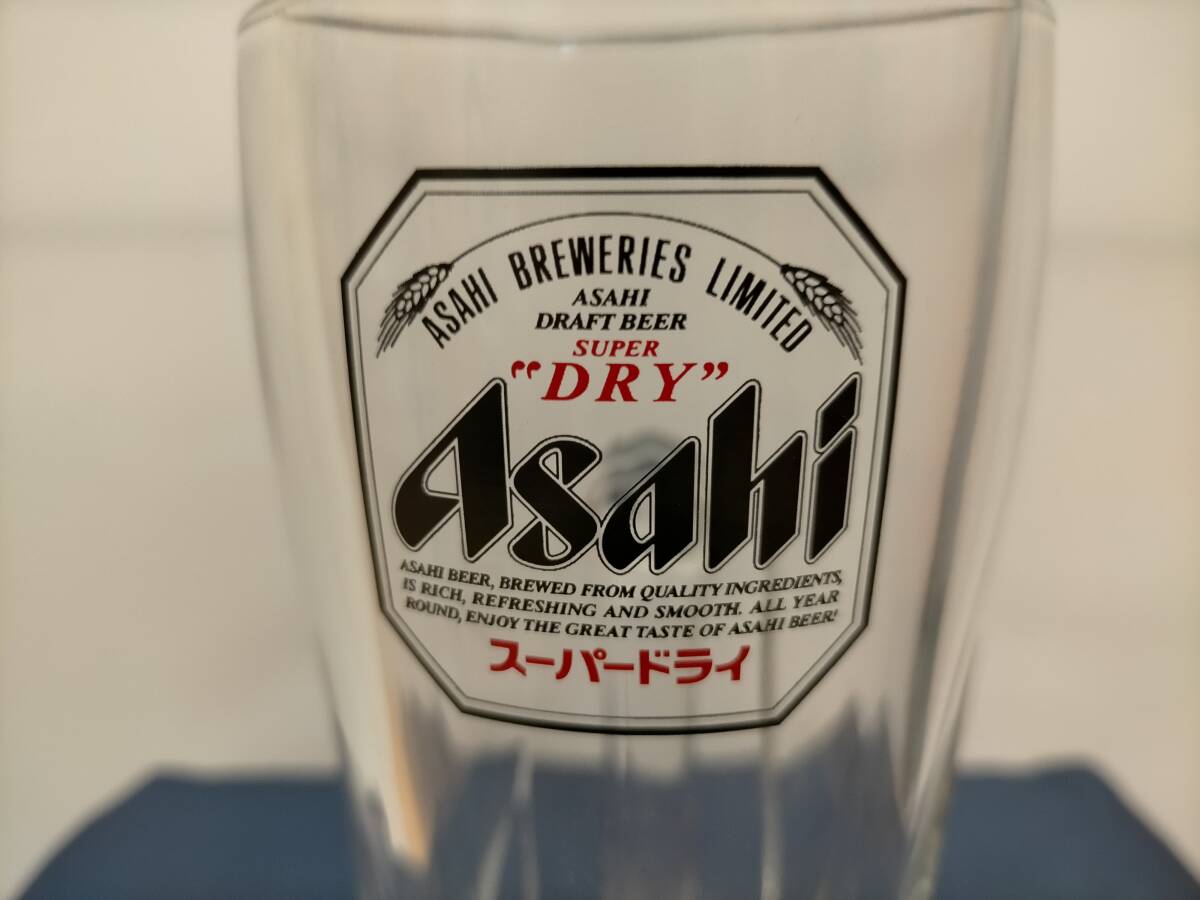 ASAHI BREWERIES LIMITED
ASAHI
DRAFT BEER
SUPER
“DRY”
Asahi
ASAHI BEER, BREWED FROM QUALITY INGREDIENTS,
IS RICH, REFRESHING AND SMOOTH. ALL YEAR
ROUND, ENJOY THE GREAT TASTE OF ASAHI BEER!
スーパードライ